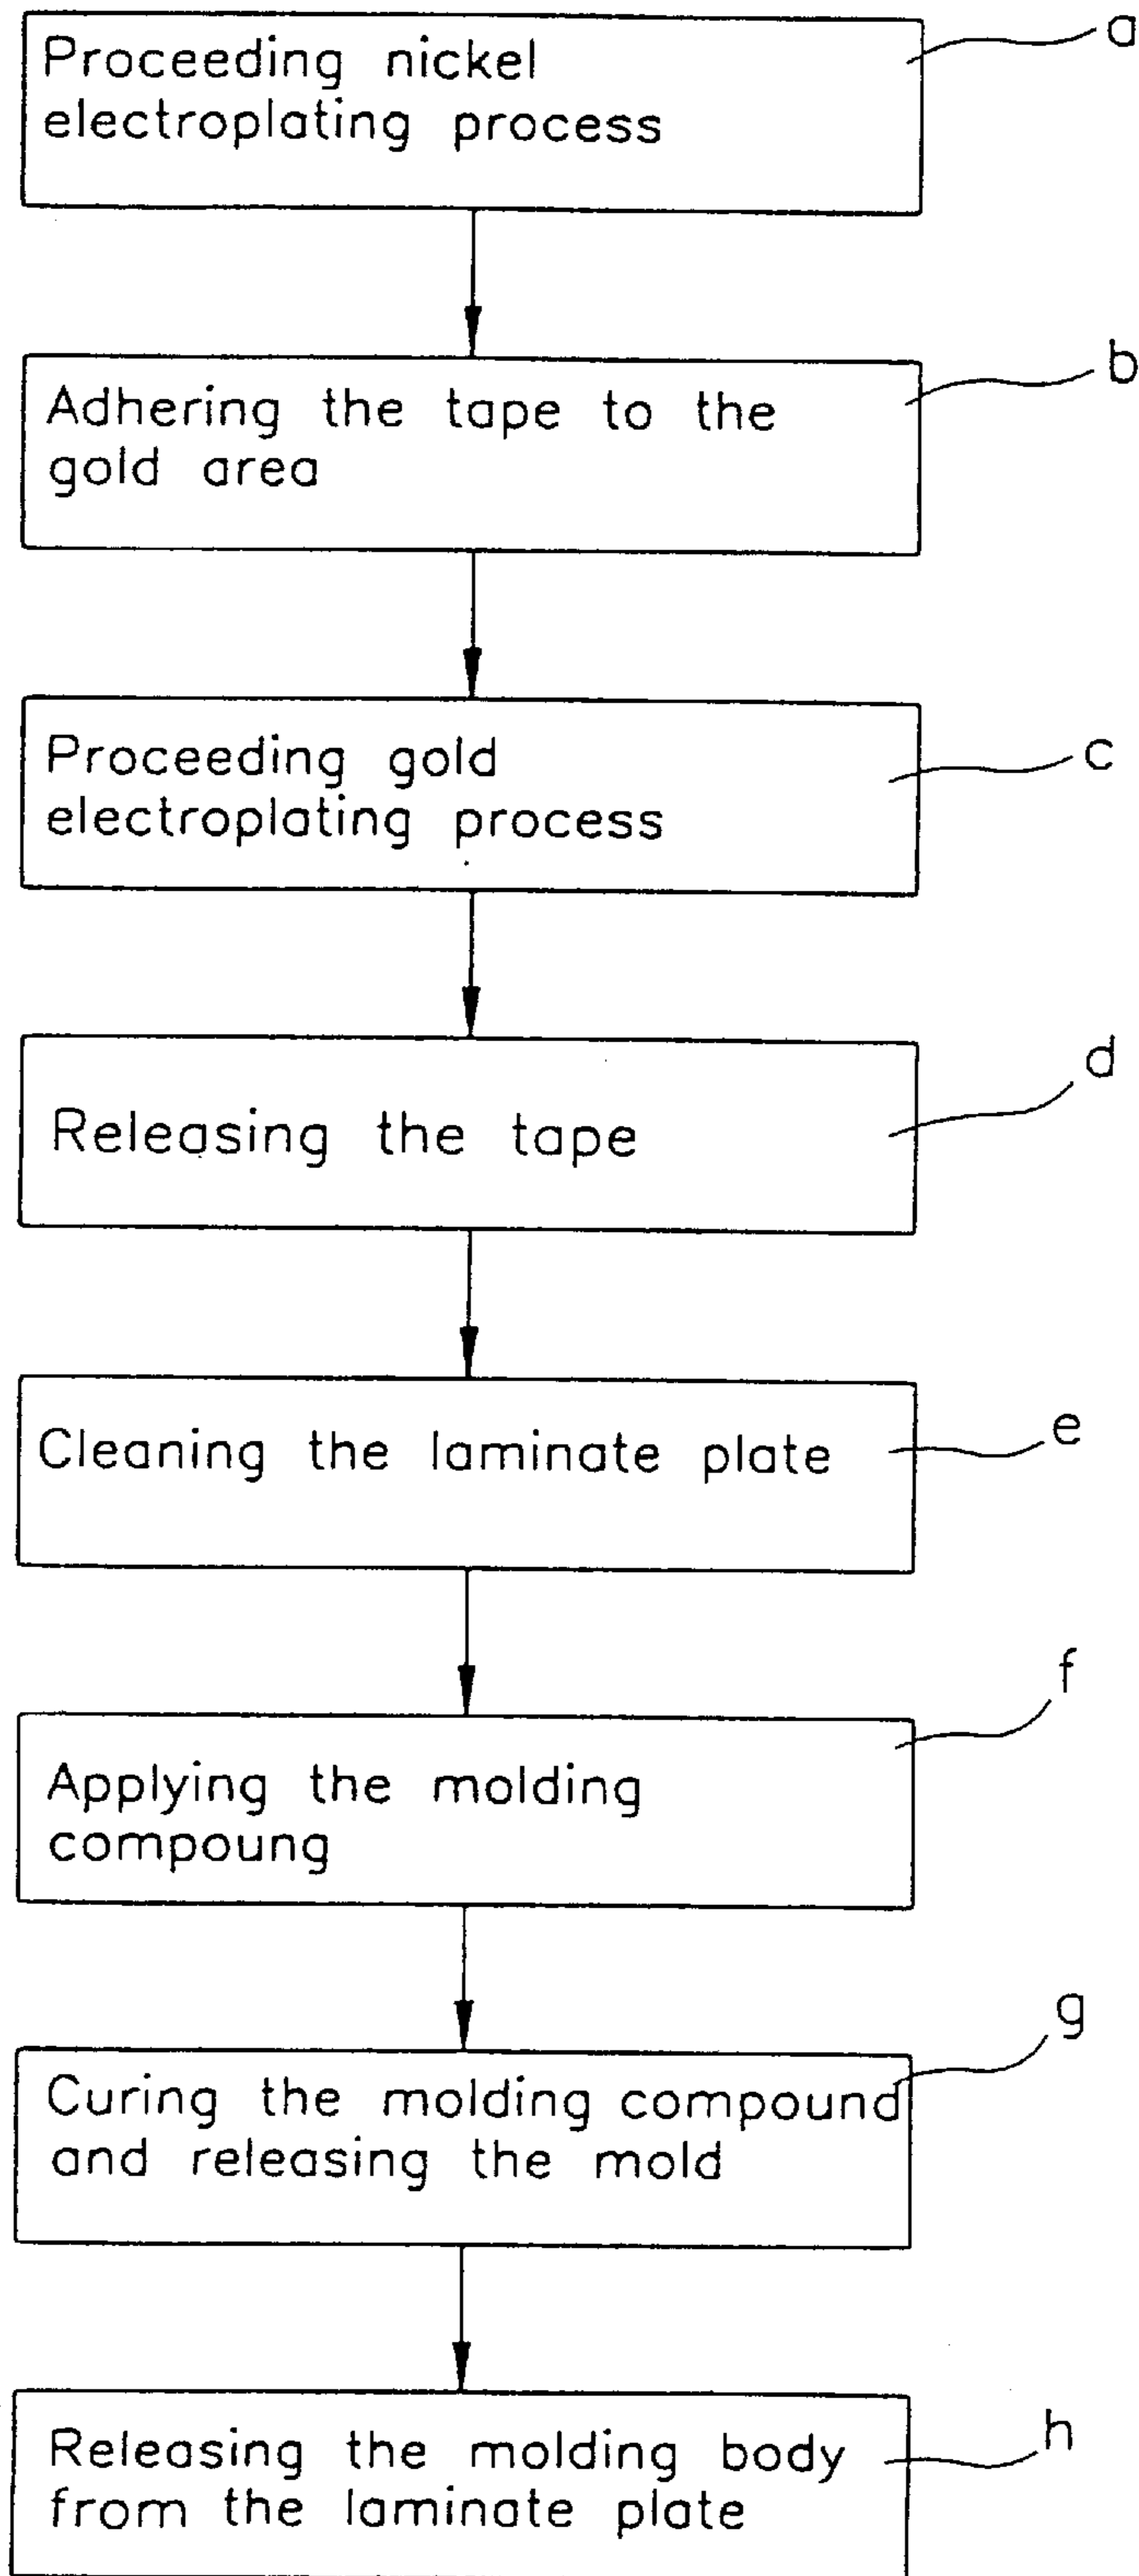 Proceeding nickel
electroplating process
a
Adhering the tape to the
gold area
b
Proceeding gold
electroplating process
c
Releasing the tape
d
Cleaning the laminate plate
e
Applying the molding
compoung
f
Curing the molding compound
and releasing the mold
g
Releasing the molding body
from the laminate plate
h